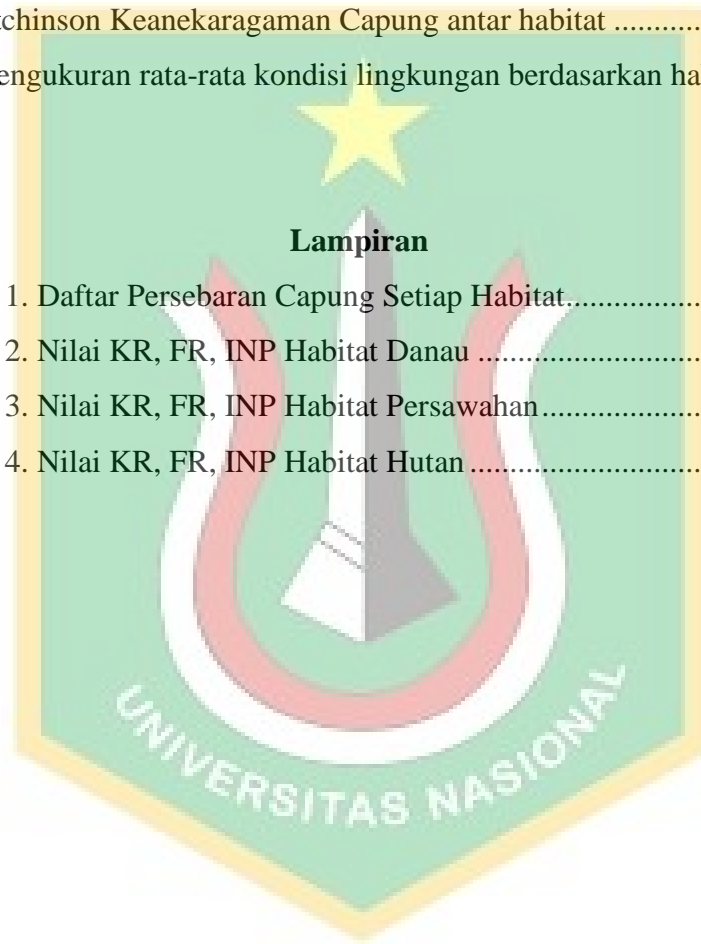 tchinson Keanekaragaman Capung antar habitat ...........
engukuran rata-rata kondisi lingkungan berdasarkan ha
Lampiran
1. Daftar Persebaran Capung Setiap Habitat.................
2. Nilai KR, FR, INP Habitat Danau ............................
3. Nilai KR, FR, INP Habitat Persawahan....................
4. Nilai KR, FR, INP Habitat Hutan .............................
UNIVERSITAS NASIONAL